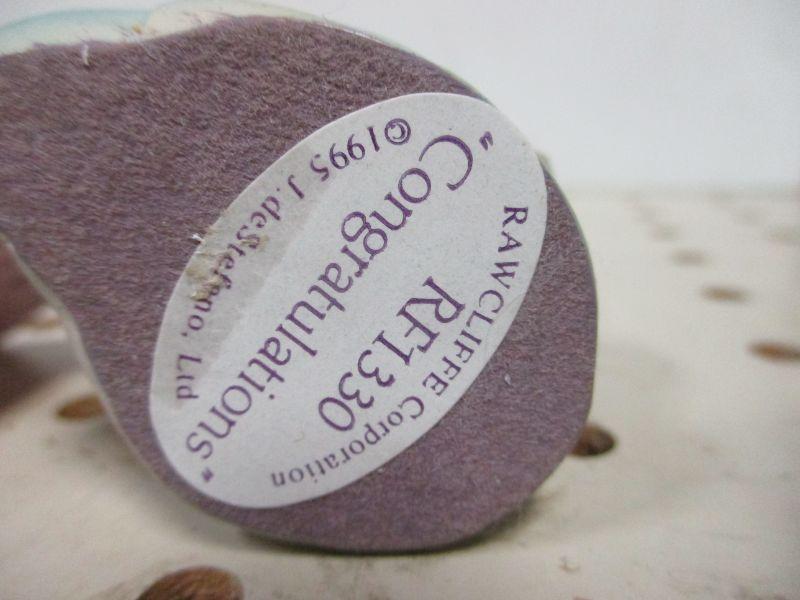 ©1995 J.deStefano, Ltd
"Congratulations"
RF1330
RAWCLIFFE Corporation